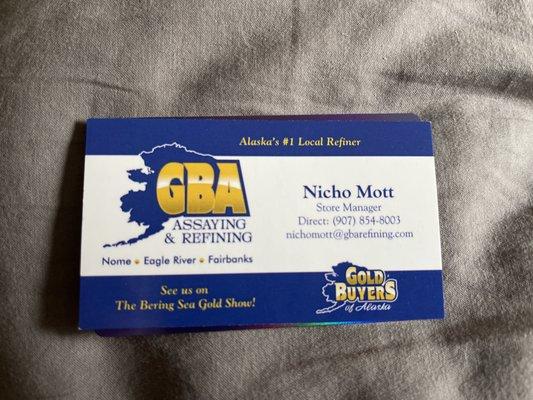 Alaska's #1 Local Refiner
GBA
ASSAYING
& REFINING
Nome • Eagle River • Fairbanks
Nicho Mott
Store Manager
Direct: (907) 854-8003
nichomott@gbarefining.com
See us on
The Bering Sea Gold Show!
GOLD
BUYERS
of Alaska